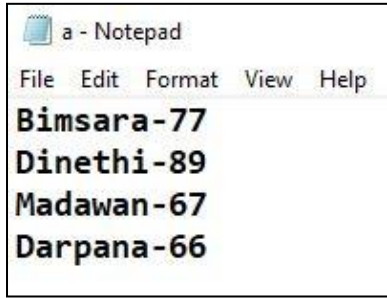 a - Notepad
File Edit Format View Help
Bimsara-77
Dinethi-89
Madawan-67
Darpana-66